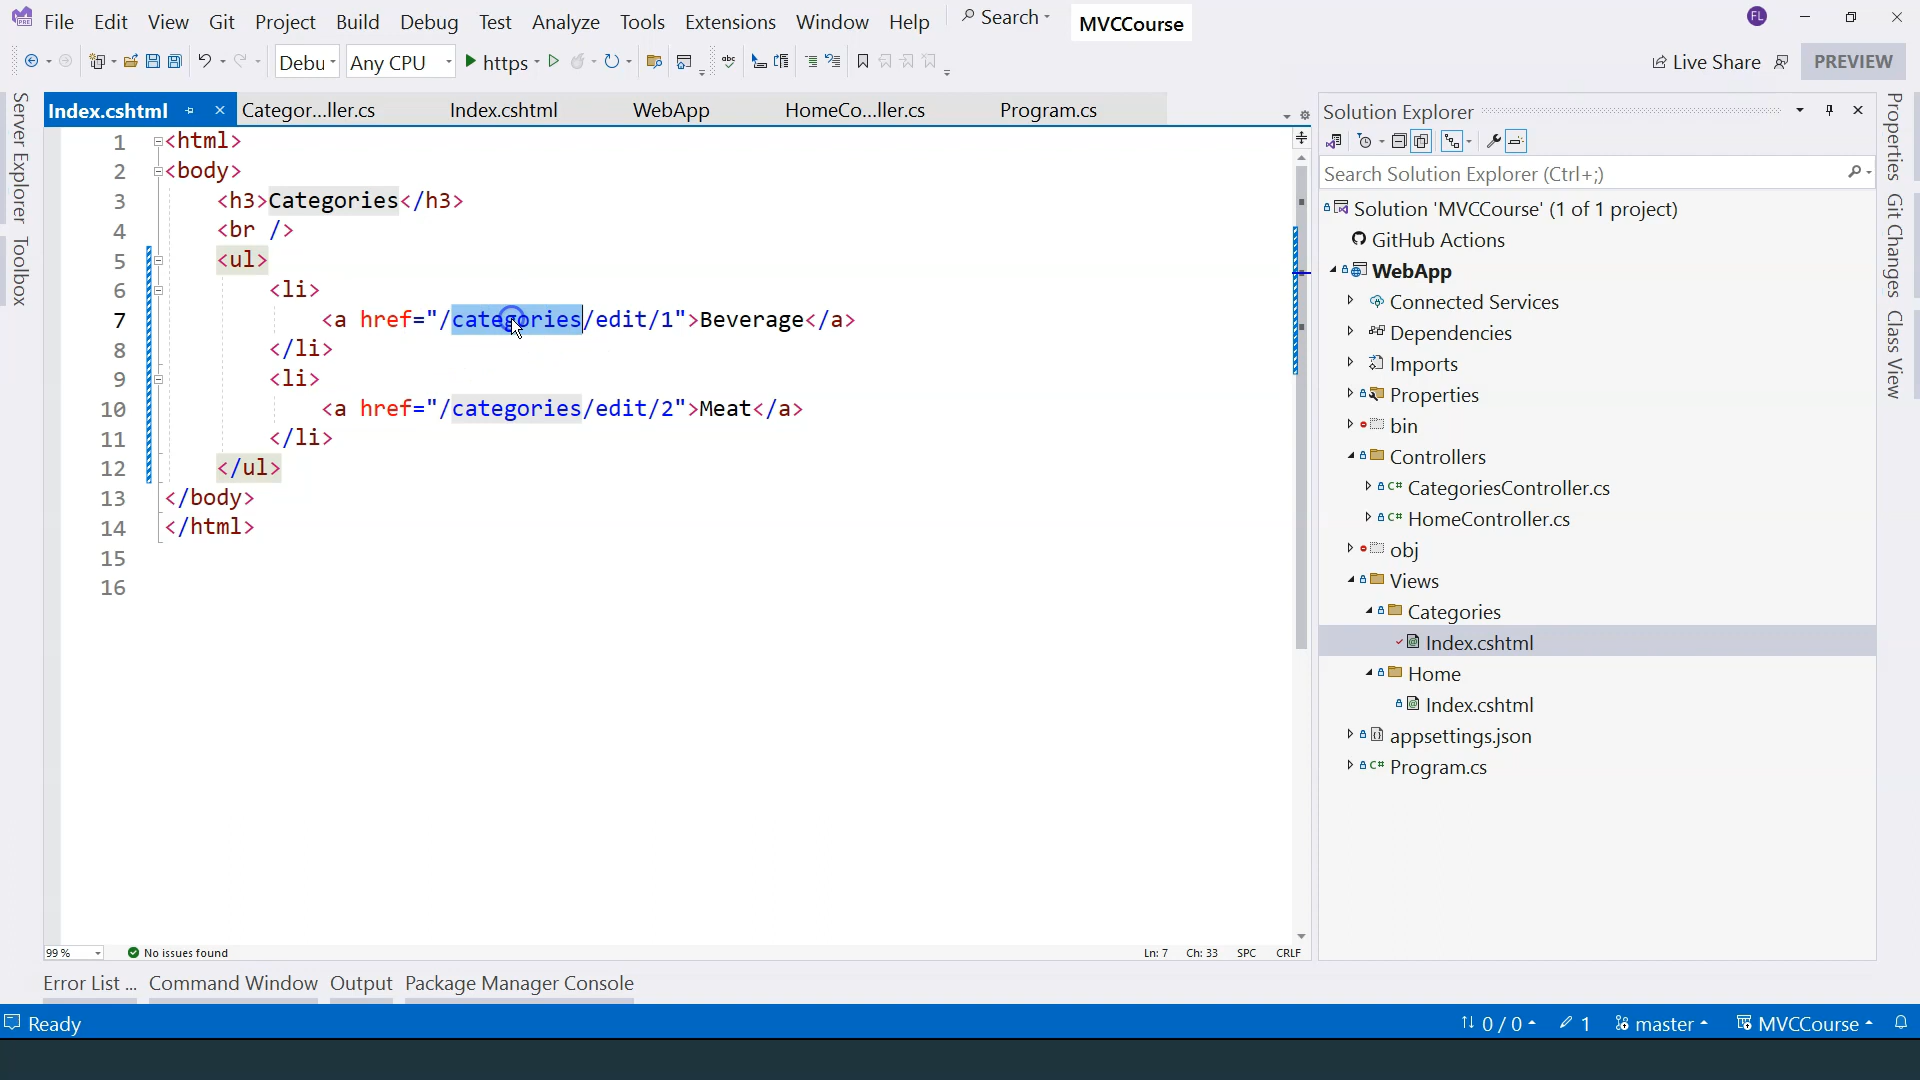 File Edit View Git Project Build Debug Test Analyze Tools Extensions Window Help Search MVCCourse FL
Debu Any CPU https Live Share PREVIEW
Index.cshtml Categor...ller.cs Index.cshtml WebApp HomeCo...ller.cs Program.cs
Server Explorer
Toolbox
1 <html>
2 <body>
3 <h3>Categories</h3>
4 <br />
5 <ul>
6 <li>
7 <a href="/categories/edit/1">Beverage</a>
8 </li>
9 <li>
10 <a href="/categories/edit/2">Meat</a>
11 </li>
12 </ul>
13 </body>
14 </html>
15
16
99 % No issues found Ln: 7 Ch: 33 SPC CRLF
Solution Explorer
Search Solution Explorer (Ctrl+;)
Solution 'MVCCourse' (1 of 1 project)
GitHub Actions
WebApp
Connected Services
Dependencies
Imports
Properties
bin
Controllers
C# CategoriesController.cs
C# HomeController.cs
obj
Views
Categories
Index.cshtml
Home
Index.cshtml
appsettings.json
C# Program.cs
Properties
Git Changes
Class View
Error List ... Command Window Output Package Manager Console
Ready 0 / 0 1 master MVCCourse